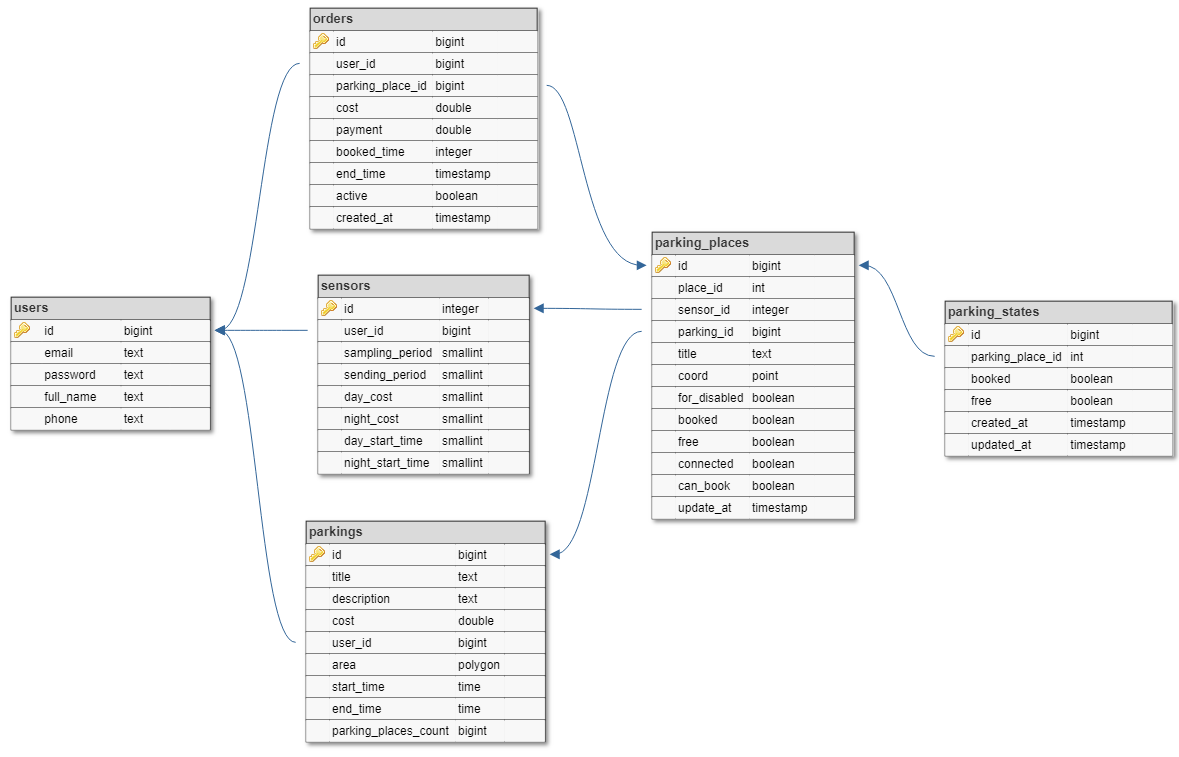 orders
id bigint
user_id bigint
parking_place_id bigint
cost double
payment double
booked_time integer
end_time timestamp
active boolean
created_at timestamp
users
id bigint
email text
password text
full_name text
phone text
sensors
id integer
user_id bigint
sampling_period smallint
sending_period smallint
day_cost smallint
night_cost smallint
day_start_time smallint
night_start_time smallint
parkings
id bigint
title text
description text
cost double
user_id bigint
area polygon
start_time time
end_time time
parking_places_count bigint
parking_places
id bigint
place_id int
sensor_id integer
parking_id bigint
title text
coord point
for_disabled boolean
booked boolean
free boolean
connected boolean
can_book boolean
update_at timestamp
parking_states
id bigint
parking_place_id int
booked boolean
free boolean
created_at timestamp
updated_at timestamp